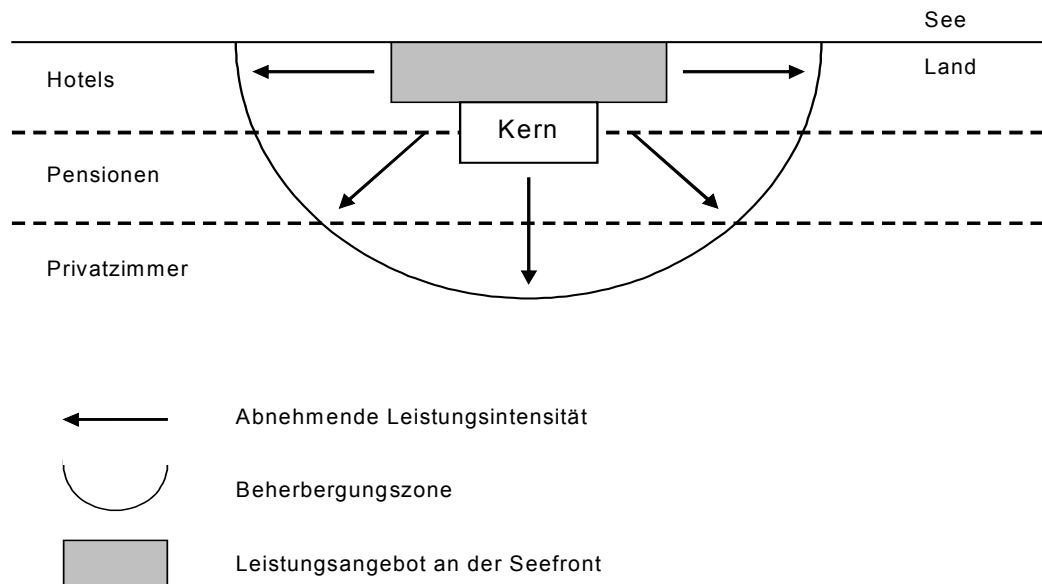 See
Hotels
Land
Kern
Pensionen
Privatzimmer
Abnehmende Leistungsintensität
Beherbergungszone
Leistungsangebot an der Seefront